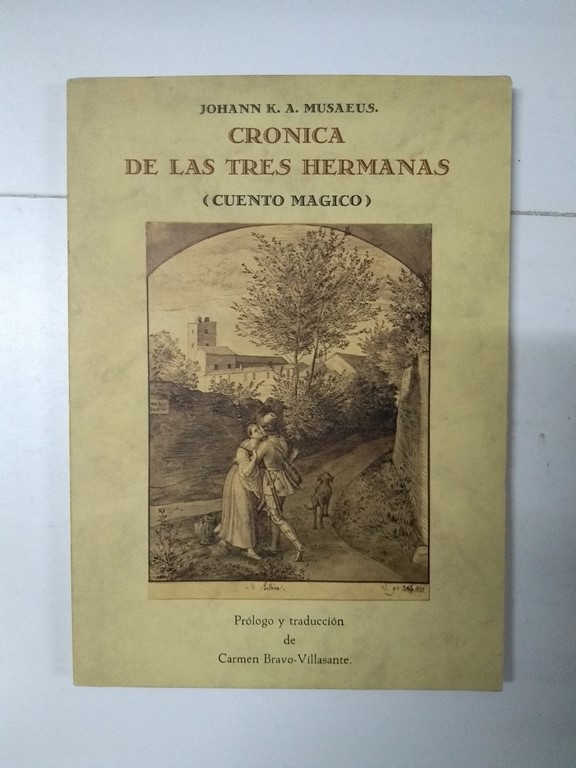 JOHANN K. A. MUSAEUS.
CRONICA
DE LAS TRES HERMANAS
(CUENTO MAGICO)
Prólogo y traducción
de
Carmen Bravo-Villasante.